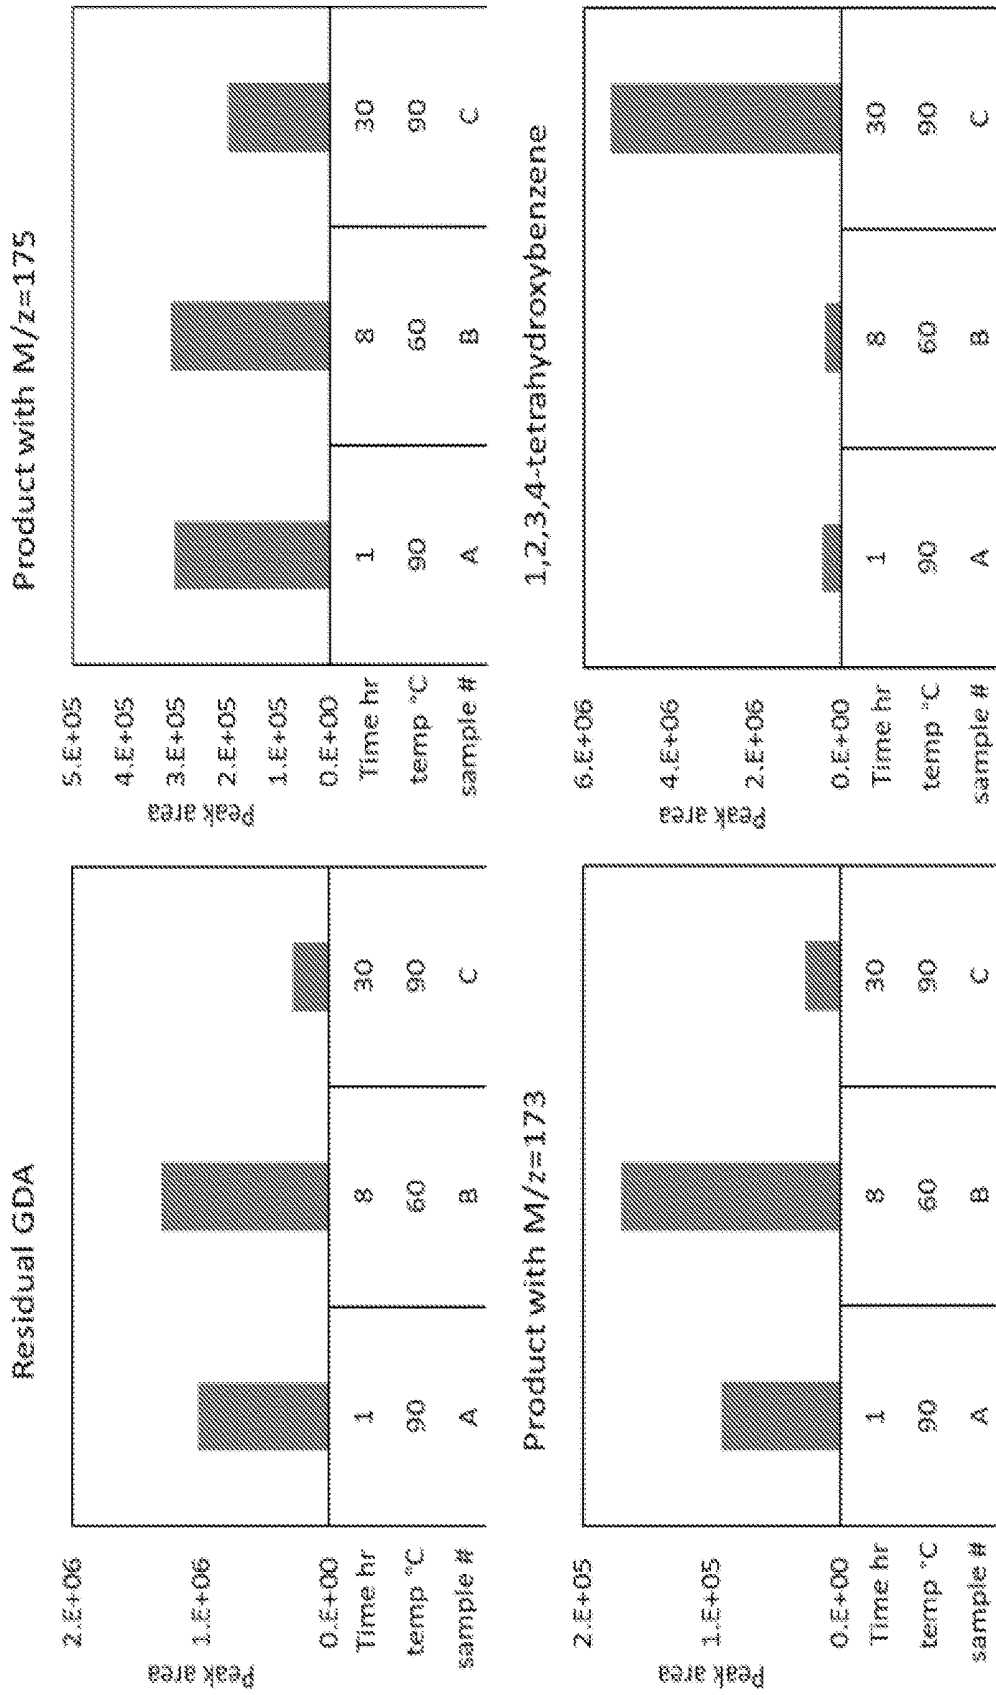 Residual GDA
Peak area
2.E+06
1.E+06
0.E+00
Time hr 1 8 30
temp °C 90 60 90
sample # A B C
Product with M/z=175
Peak area
5.E+05
4.E+05
3.E+05
2.E+05
1.E+05
0.E+00
Time hr 1 8 30
temp °C 90 60 90
sample # A B C
Product with M/z=173
Peak area
2.E+05
1.E+05
0.E+00
Time hr 1 8 30
temp °C 90 60 90
sample # A B C
1,2,3,4-tetrahydroxybenzene
Peak area
6.E+06
4.E+06
2.E+06
0.E+00
Time hr 1 8 30
temp °C 90 60 90
sample # A B C